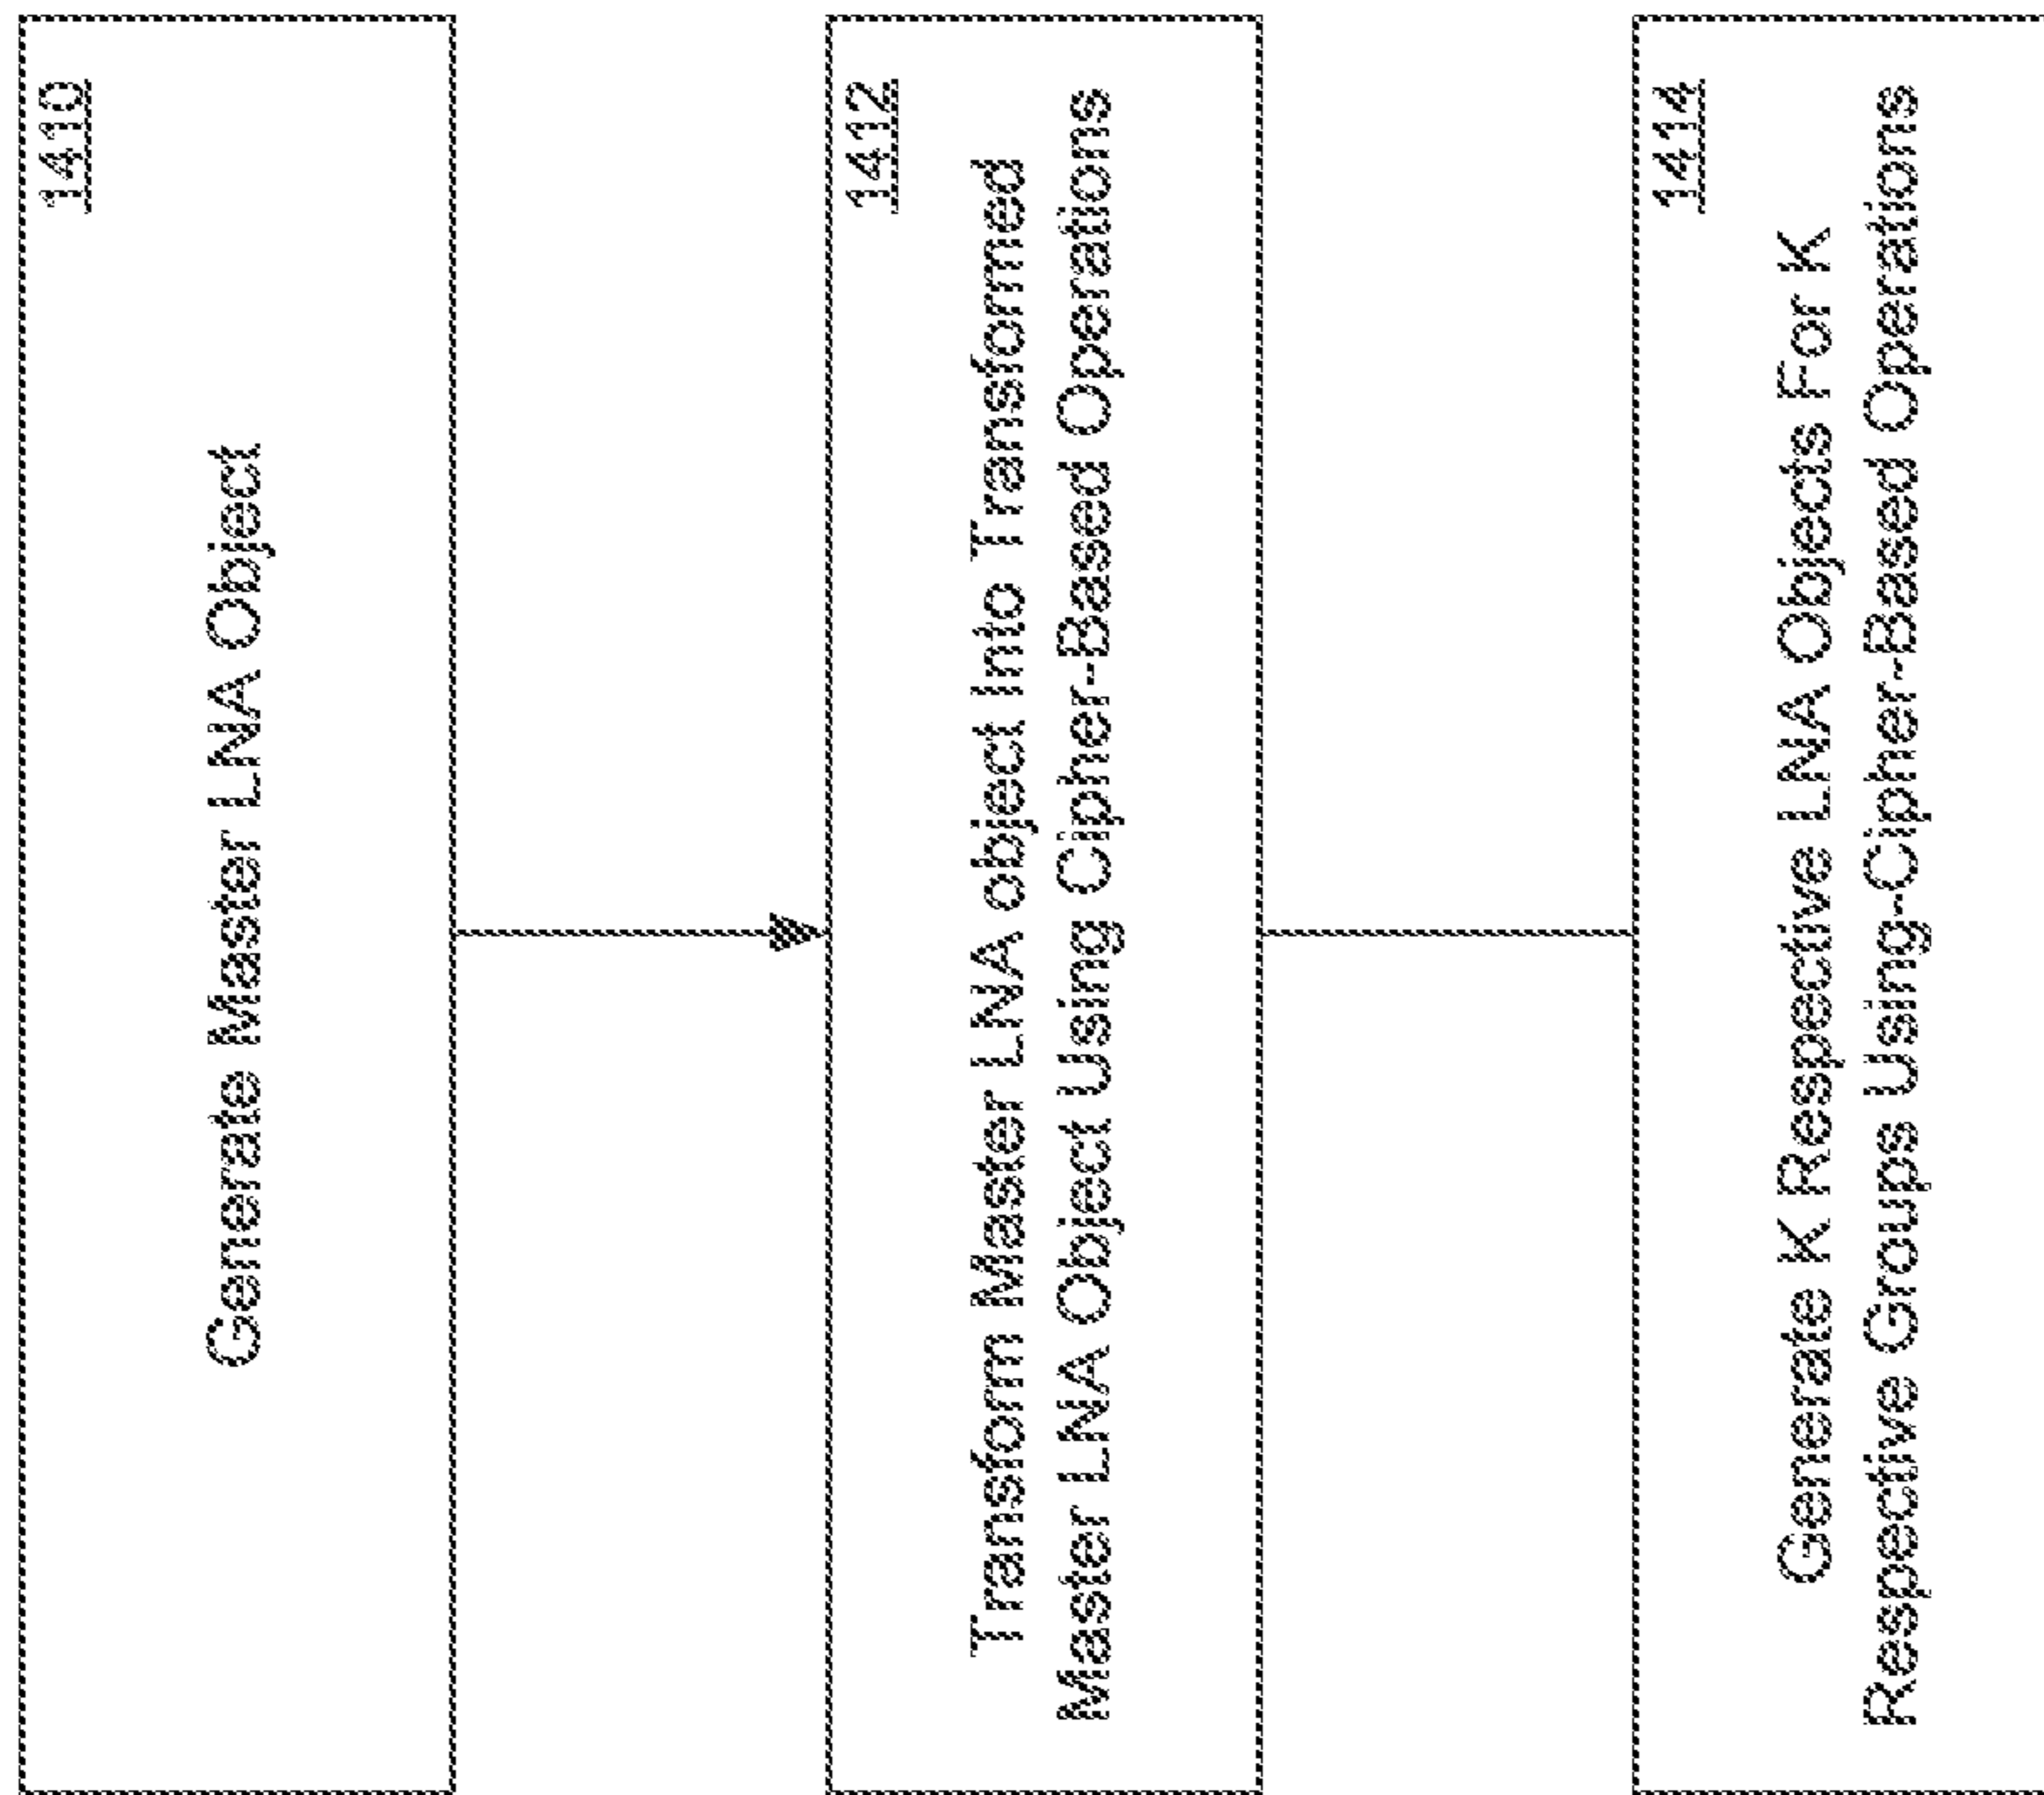 1410
Generate Master LNA Object
1412
Transform Master LNA object Into Transformed
Master LNA Object Using Cipher-Based Operations
1414
Generate K Respective LNA Objects For K
Respective Groups Using-Cipher-Based Operations